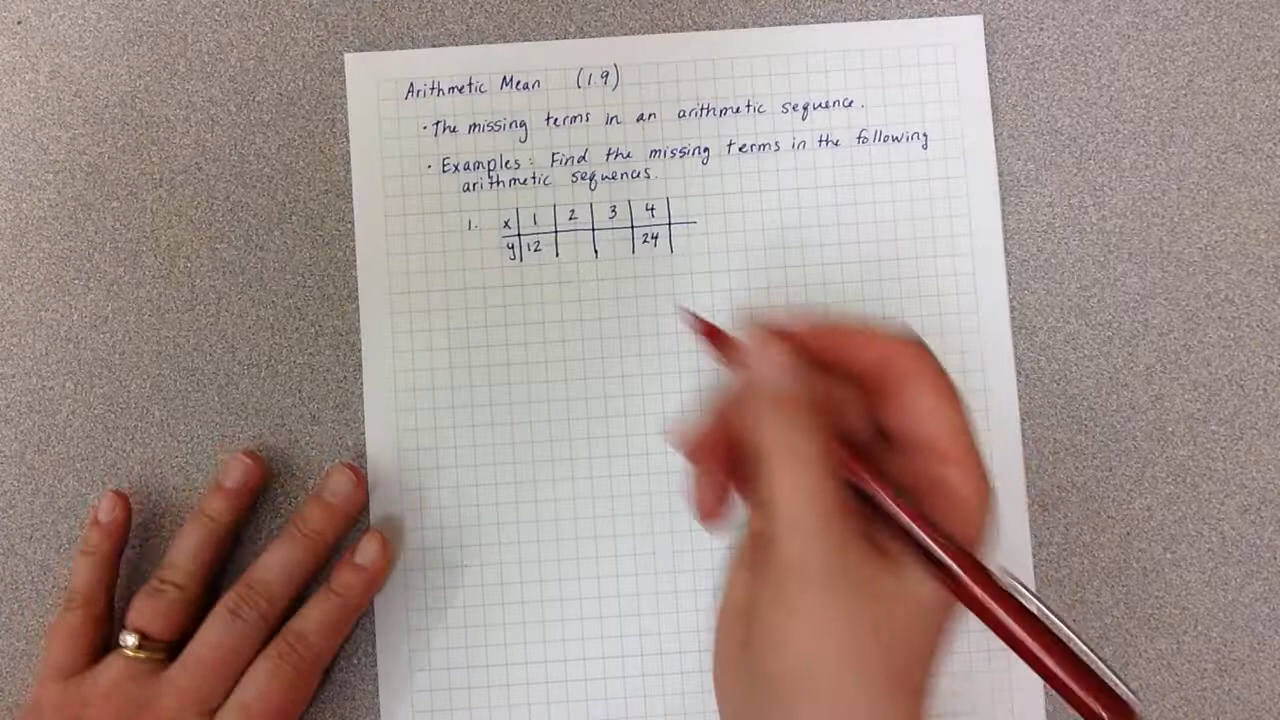 Arithmetic Mean (1.9)
· The missing terms in an arithmetic sequence.
· Examples: Find the missing terms in the following
arithmetic sequences.
1. x | 1 | 2 | 3 | 4 |
y | 12 | | | 24 |